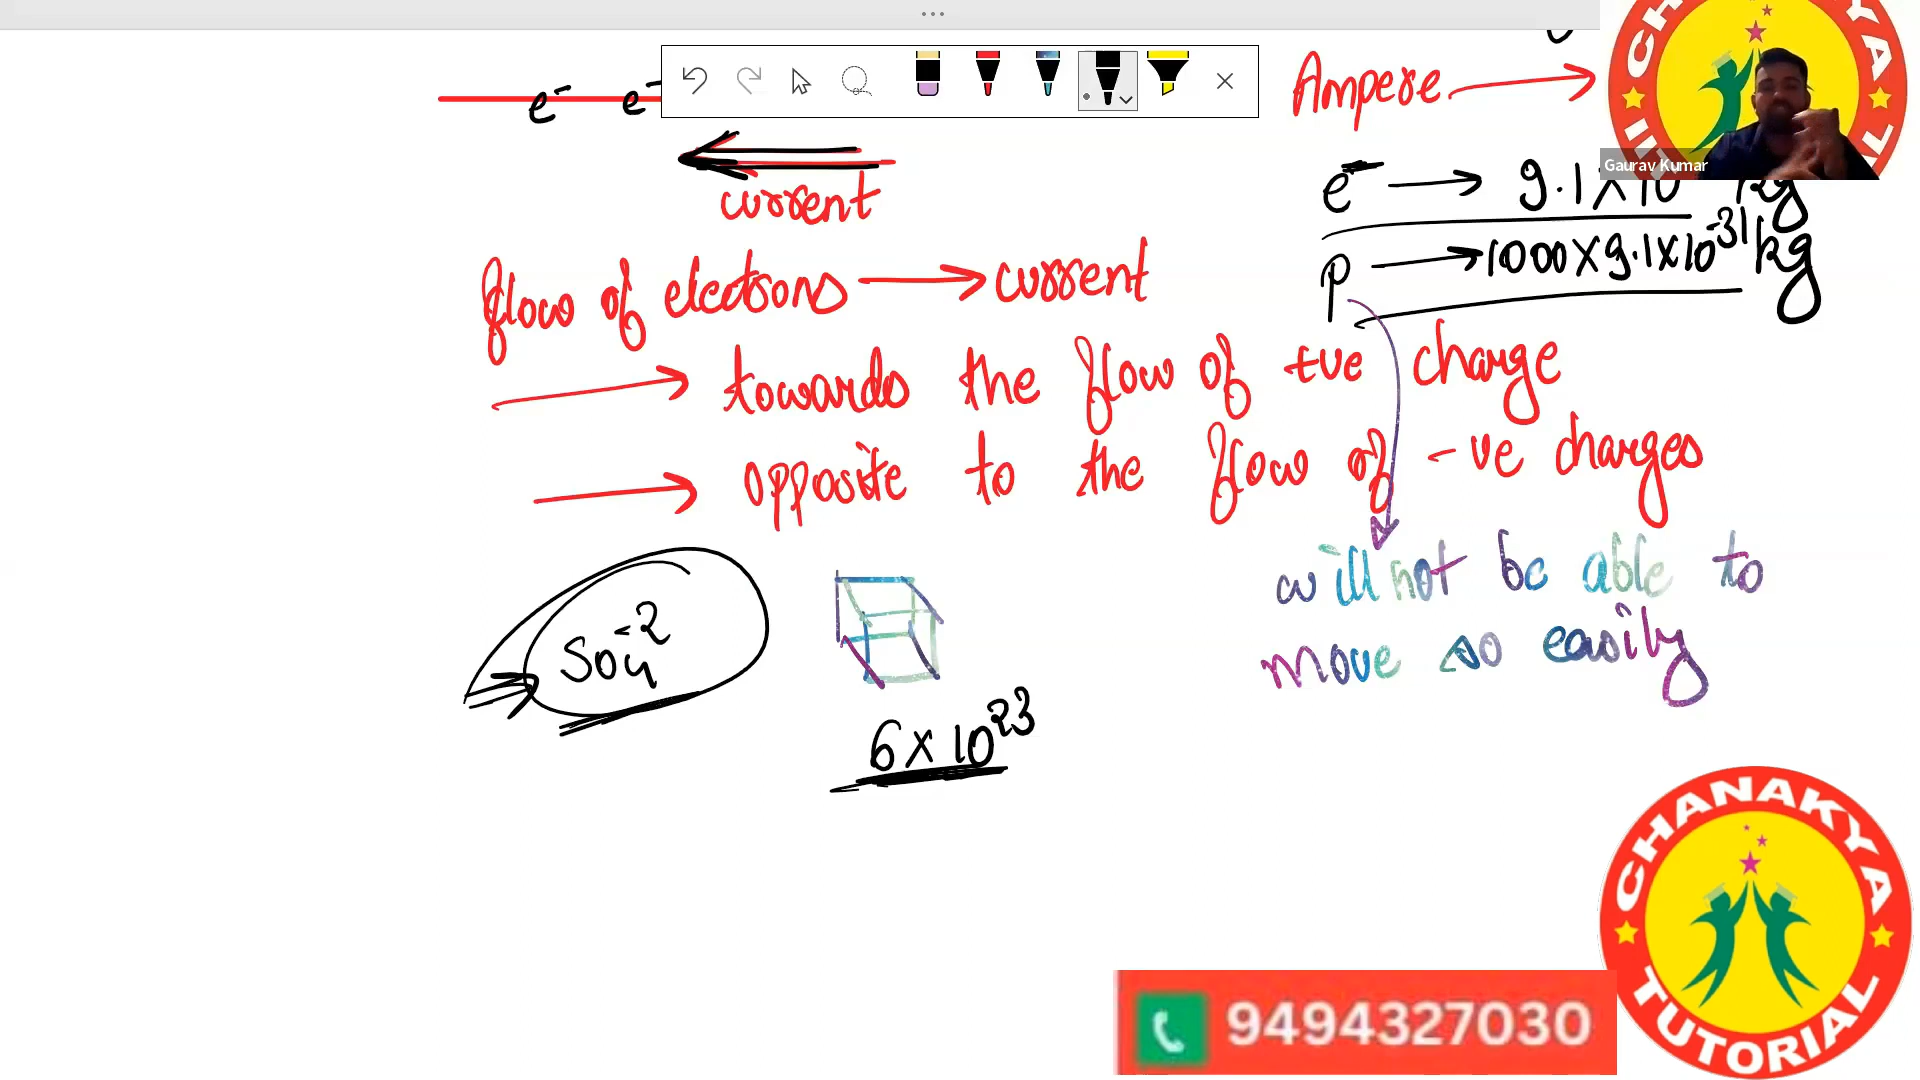 Ampere
e⁻ e⁻
current
e⁻ → 9.1×10 kg
p → 1000×9.1×10⁻³¹ kg
flow of electrons → current
→ towards the flow of +ve charge
→ opposite to the flow of -ve charges
will not be able to
move so easily
SO₄⁻²
6×10²³
Gaurav Kumar
CHANAKYA
TUTORIAL
9494327030